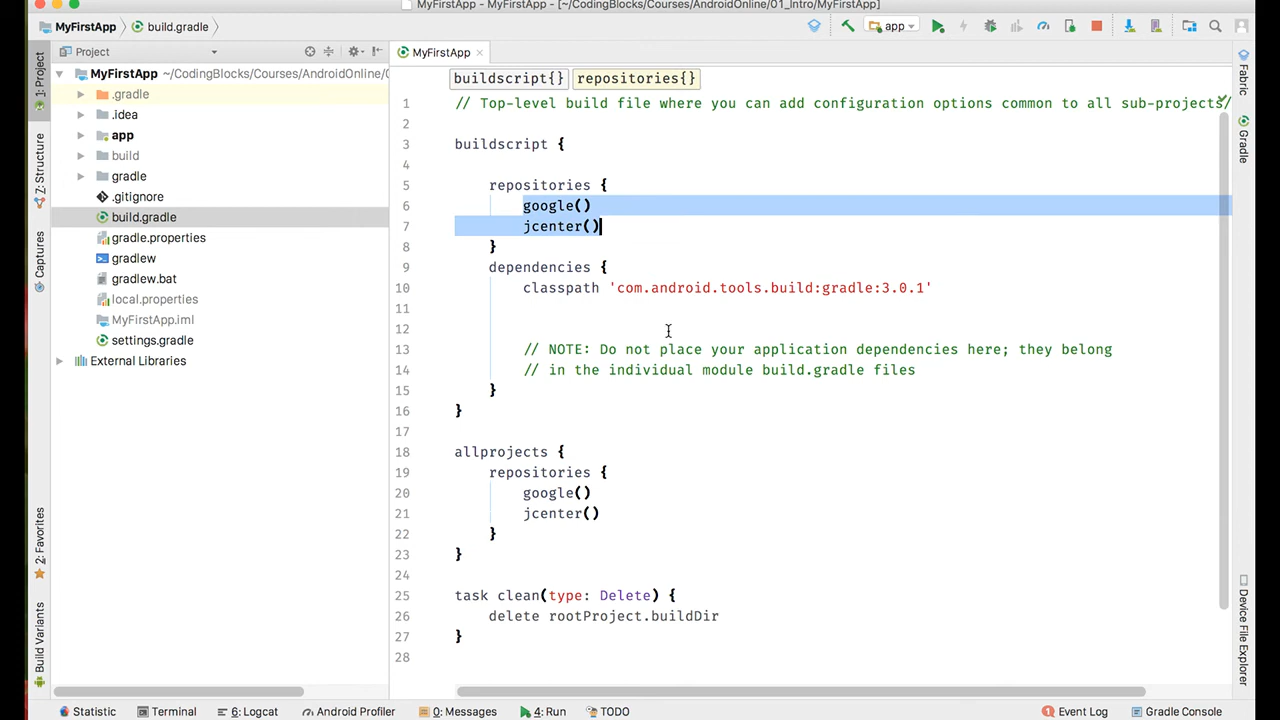 MyFirstApp - MyFirstApp - [~/CodingBlocks/Courses/AndroidOnline/01_Intro/MyFirstApp]
MyFirstApp
build.gradle
app
Project
MyFirstApp
1: Project
Z: Structure
Captures
2: Favorites
Build Variants
MyFirstApp ~/CodingBlocks/Courses/AndroidOnline/0
.gradle
.idea
app
build
gradle
.gitignore
build.gradle
gradle.properties
gradlew
gradlew.bat
local.properties
MyFirstApp.iml
settings.gradle
External Libraries
buildscript{} repositories{}
1 // Top-level build file where you can add configuration options common to all sub-projects/
2
3 buildscript {
4
5 repositories {
6 google()
7 jcenter()
8 }
9 dependencies {
10 classpath 'com.android.tools.build:gradle:3.0.1'
11
12
13 // NOTE: Do not place your application dependencies here; they belong
14 // in the individual module build.gradle files
15 }
16 }
17
18 allprojects {
19 repositories {
20 google()
21 jcenter()
22 }
23 }
24
25 task clean(type: Delete) {
26 delete rootProject.buildDir
27 }
28
Fabric
Gradle
Device File Explorer
Statistic
Terminal
6: Logcat
Android Profiler
0: Messages
4: Run
TODO
Event Log
Gradle Console